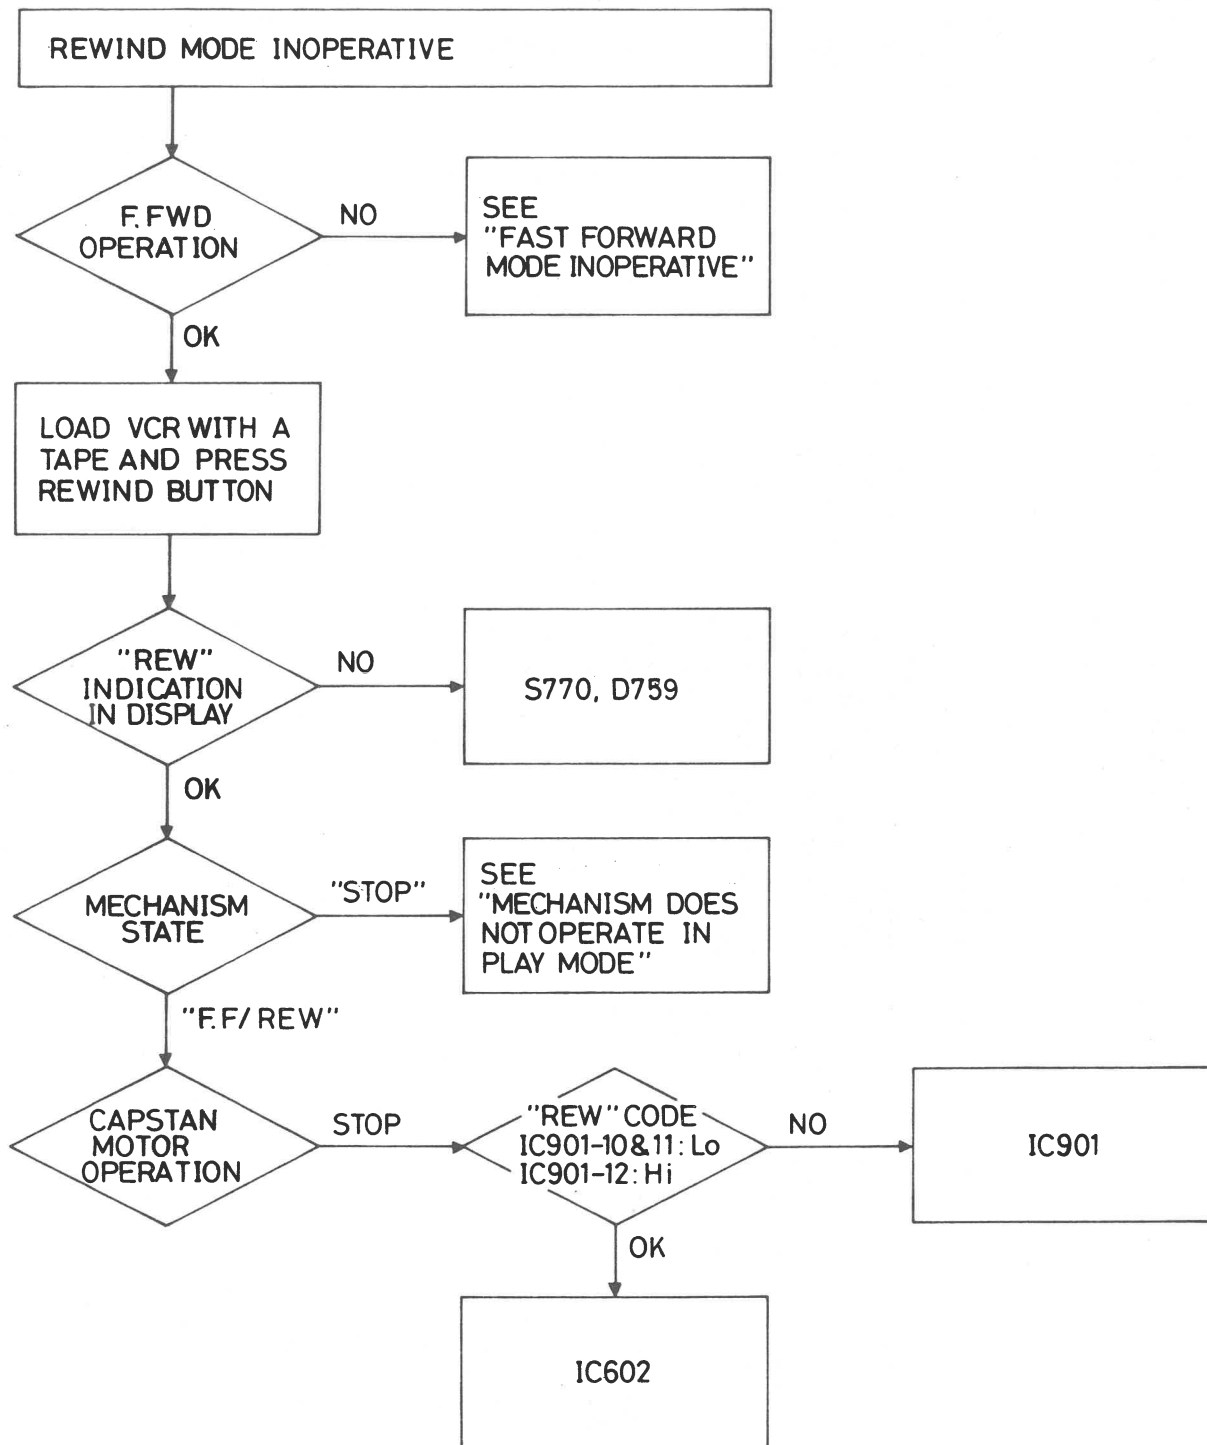 REWIND MODE INOPERATIVE
F.FWD
OPERATION
NO
SEE
"FAST FORWARD
MODE INOPERATIVE"
OK
LOAD VCR WITH A
TAPE AND PRESS
REWIND BUTTON
"REW"
INDICATION
IN DISPLAY
NO
S770, D759
OK
MECHANISM
STATE
"STOP"
SEE
"MECHANISM DOES
NOT OPERATE IN
PLAY MODE"
"F.F/REW"
CAPSTAN
MOTOR
OPERATION
STOP
"REW" CODE
IC901-10&11: Lo
IC901-12: Hi
NO
IC901
OK
IC602